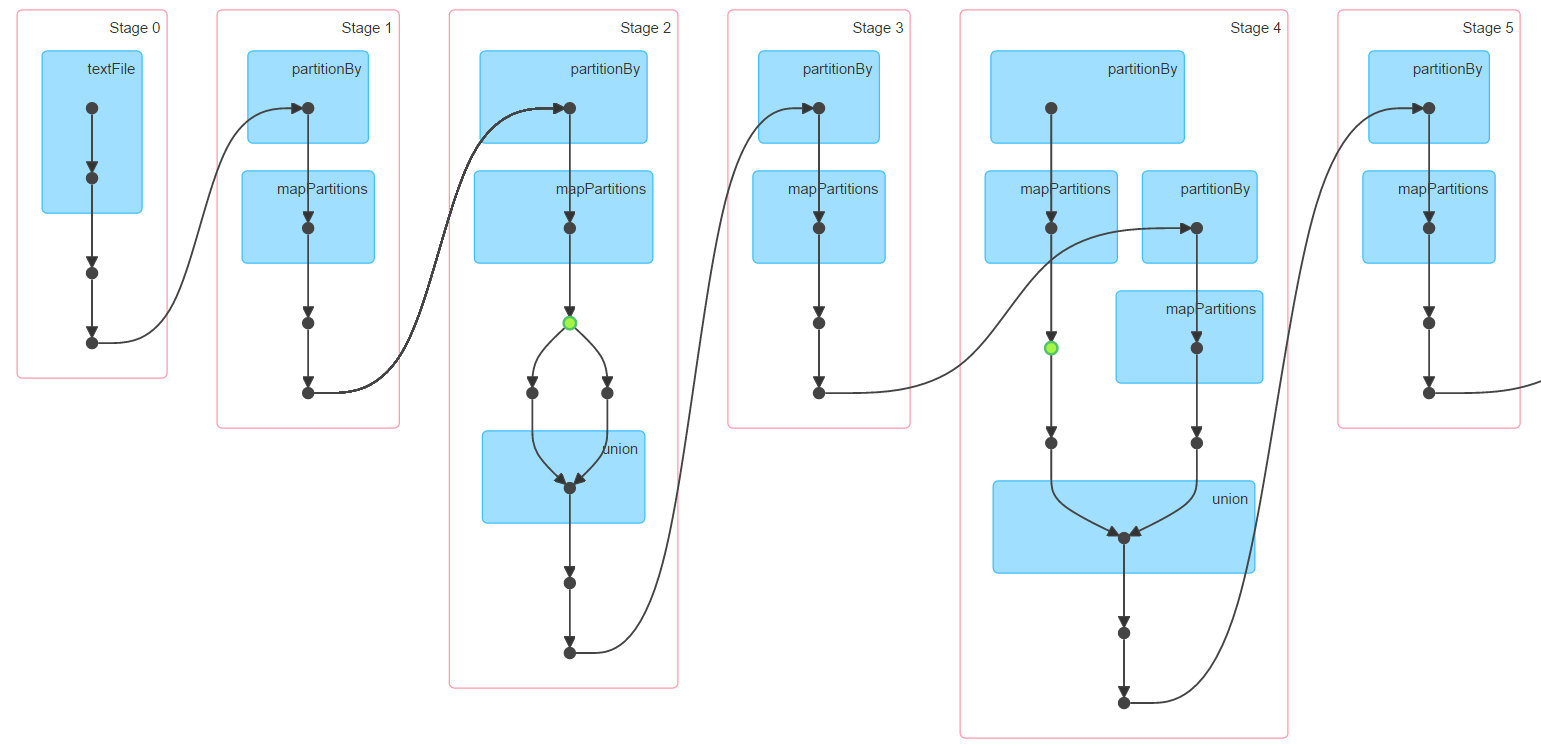 Stage 0
textFile
Stage 1
partitionBy
mapPartitions
Stage 2
partitionBy
mapPartitions
union
Stage 3
partitionBy
mapPartitions
Stage 4
partitionBy
mapPartitions
partitionBy
mapPartitions
union
Stage 5
partitionBy
mapPartitions